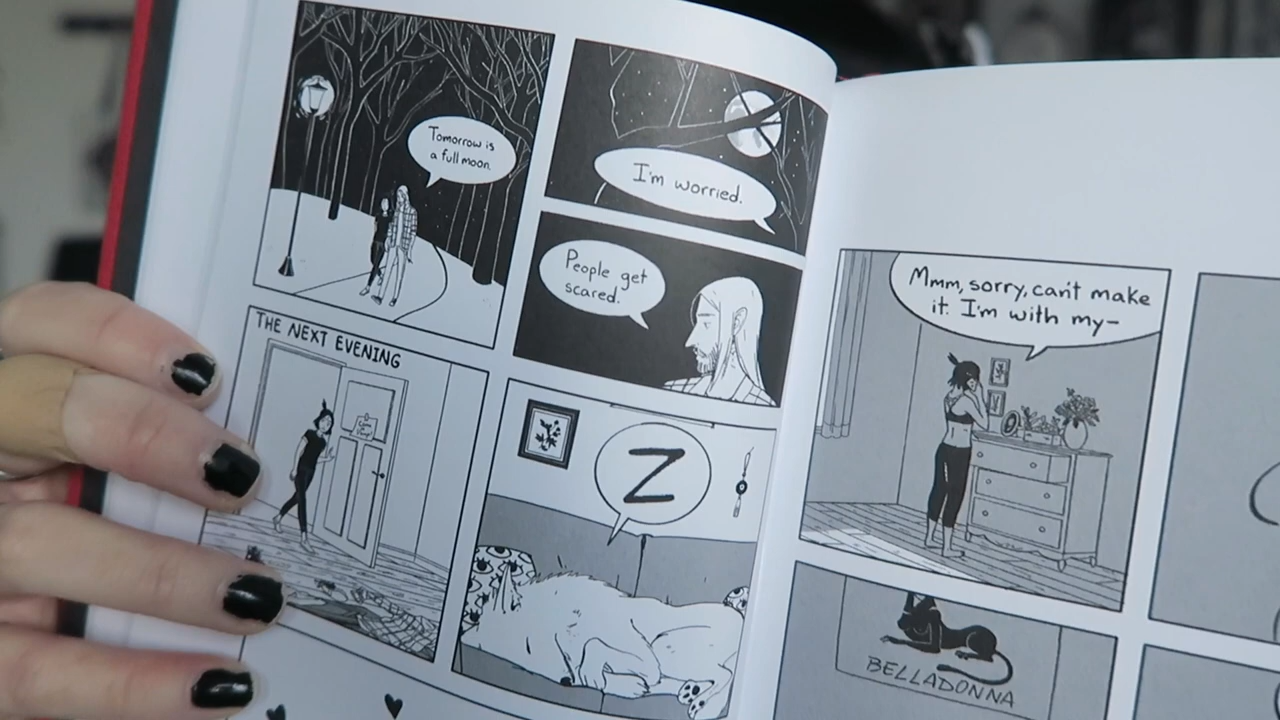 Tomorrow is
a full moon.
I'm worried.
People get
scared.
THE NEXT EVENING
Z
Mmm, sorry, can't make
it. I'm with my-
BELLADONNA